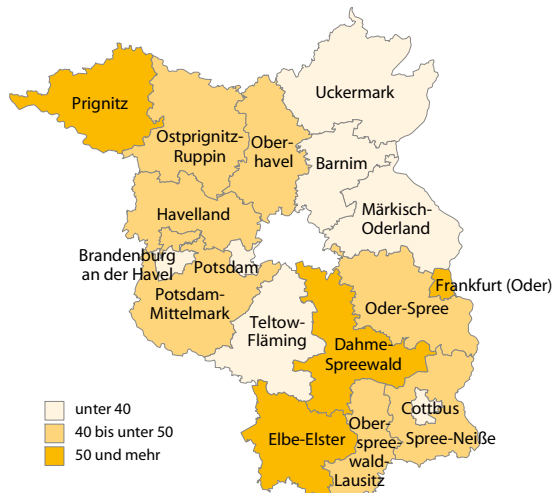 Uckermark
Prignitz
Ostprignitz-
Ruppin
Ober-
havel
Barnim
Havelland
Märkisch-
Oderland
Brandenburg
an der Havel
Potsdam
Potsdam-
Mittelmark
Frankfurt (Oder)
Oder-Spree
Teltow-
Fläming
Dahme-
Spreewald
Cottbus
Spree-Neiße
Elbe-Elster
Ober-
spree-
wald-
Lausitz
unter 40
40 bis unter 50
50 und mehr